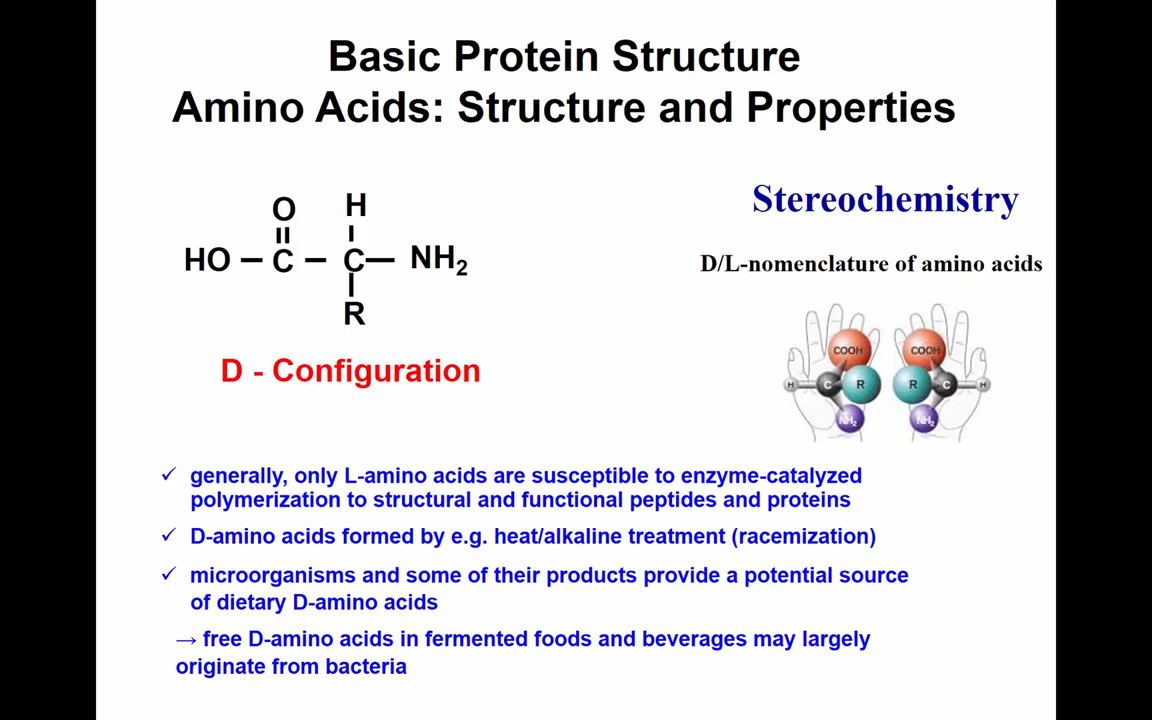 Basic Protein Structure
Amino Acids: Structure and Properties
Stereochemistry
D/L-nomenclature of amino acids
O H
HO – C – C – NH₂
R
D - Configuration
COOH COOH
H C R R C H
NH₂ NH₂
✓ generally, only L-amino acids are susceptible to enzyme-catalyzed
polymerization to structural and functional peptides and proteins
✓ D-amino acids formed by e.g. heat/alkaline treatment (racemization)
✓ microorganisms and some of their products provide a potential source
of dietary D-amino acids
→ free D-amino acids in fermented foods and beverages may largely
originate from bacteria